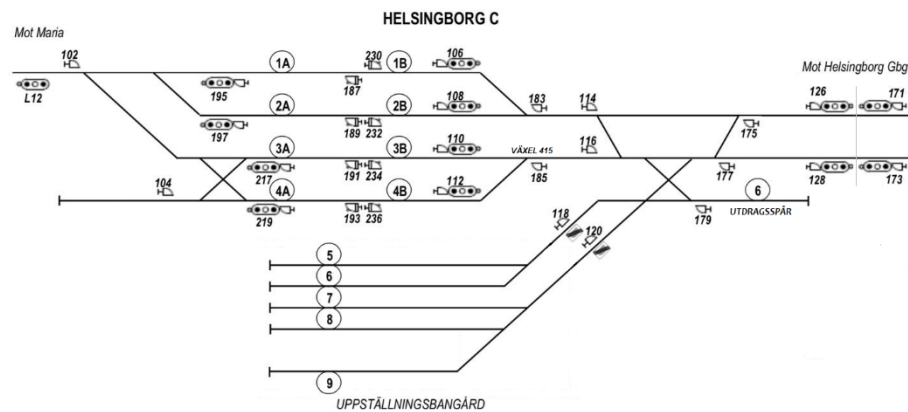 HELSINGBORG C
Mot Maria
102
1A
230
1B
106
Mot Helsingborg Gbg
L12
195
187
2A
2B
108
183
114
126
171
197
189
232
175
3A
3B
110
VÄXEL 415
116
104
217
191
234
185
177
128
173
4A
4B
112
6
219
193
236
118
179
UTDRAGSSPÅR
120
5
6
7
8
9
UPPSTÄLLNINGSBANGÅRD